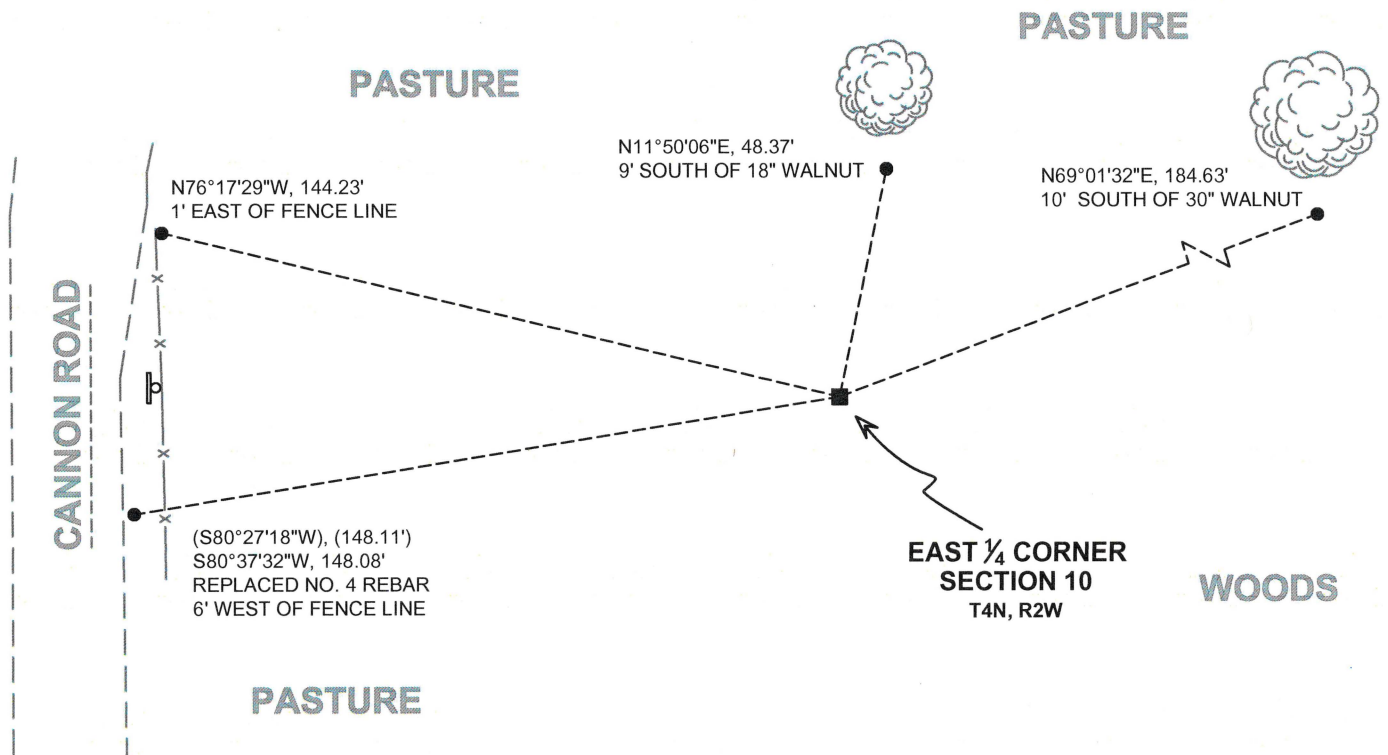 PASTURE
PASTURE
N11°50'06"E, 48.37'
9' SOUTH OF 18" WALNUT
N69°01'32"E, 184.63'
10' SOUTH OF 30" WALNUT
N76°17'29"W, 144.23'
1' EAST OF FENCE LINE
CANNON ROAD
(S80°27'18"W), (148.11')
S80°37'32"W, 148.08'
REPLACED NO. 4 REBAR
6' WEST OF FENCE LINE
EAST ¼ CORNER
SECTION 10
T4N, R2W
WOODS
PASTURE